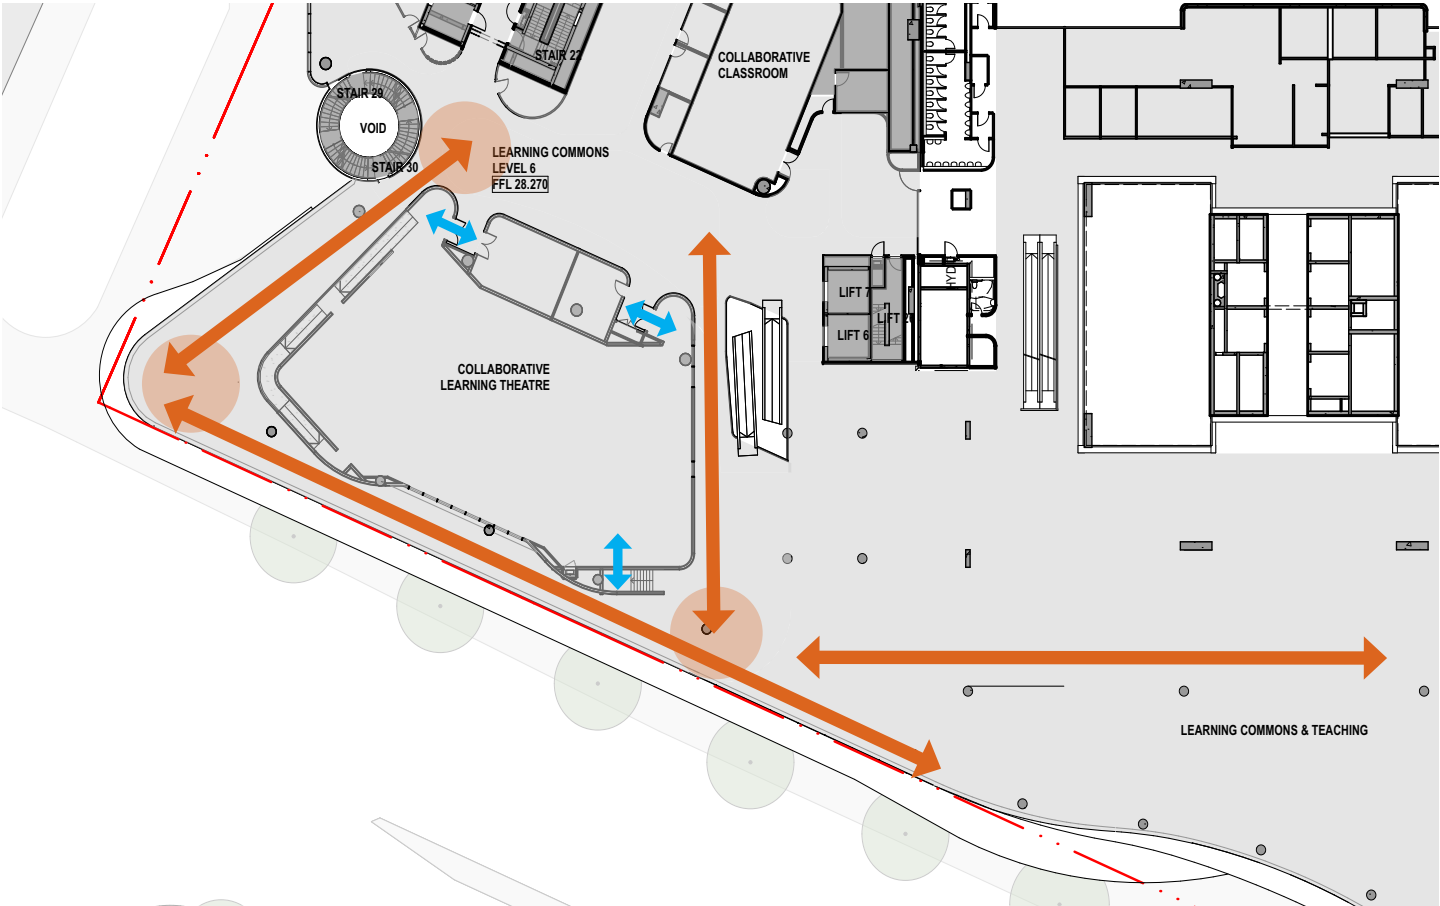 STAIR 22
COLLABORATIVE
CLASSROOM
STAIR 29
VOID
STAIR 30
LEARNING COMMONS
LEVEL 6
FFL 28.270
HYD
LIFT 7
LIFT 6
COLLABORATIVE
LEARNING THEATRE
LEARNING COMMONS & TEACHING